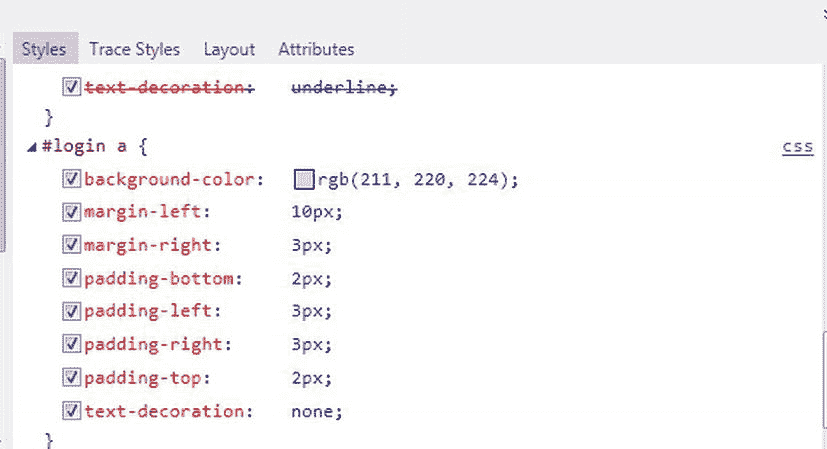 Styles Trace Styles Layout Attributes
text-decoration: underline;
}
#login a { css
background-color: rgb(211, 220, 224);
margin-left: 10px;
margin-right: 3px;
padding-bottom: 2px;
padding-left: 3px;
padding-right: 3px;
padding-top: 2px;
text-decoration: none;
}